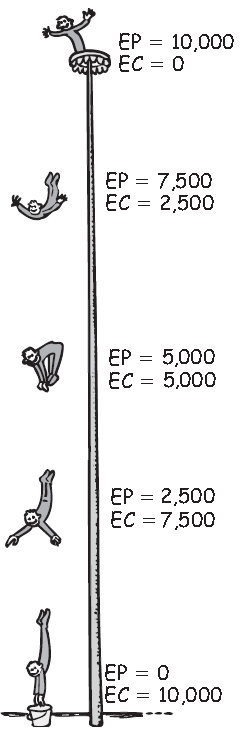 EP = 10,000
EC = 0
EP = 7,500
EC = 2,500
EP = 5,000
EC = 5,000
EP = 2,500
EC = 7,500
EP = 0
EC = 10,000